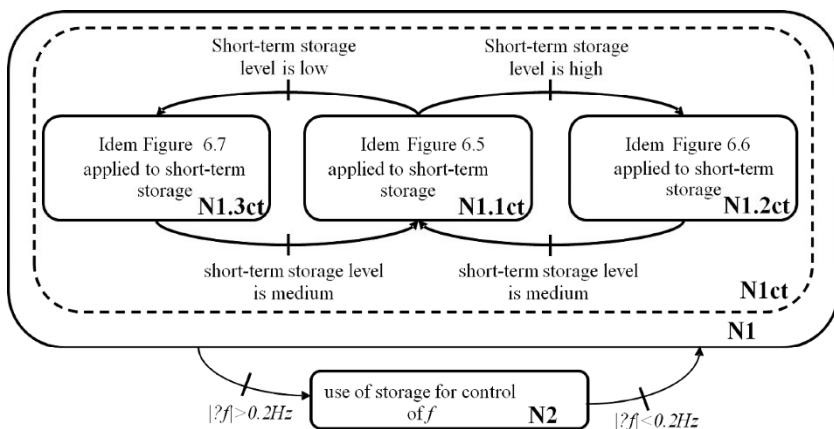 Short-term storage
level is low
Short-term storage
level is high
Idem Figure 6.7
applied to short-term
storage
N1.3ct
Idem Figure 6.5
applied to short-term
storage
N1.1ct
Idem Figure 6.6
applied to short-term
storage
N1.2ct
short-term storage level
is medium
short-term storage level
is medium
N1ct
N1
|?f|>0.2Hz
use of storage for control
of f
N2
|?f|<0.2Hz